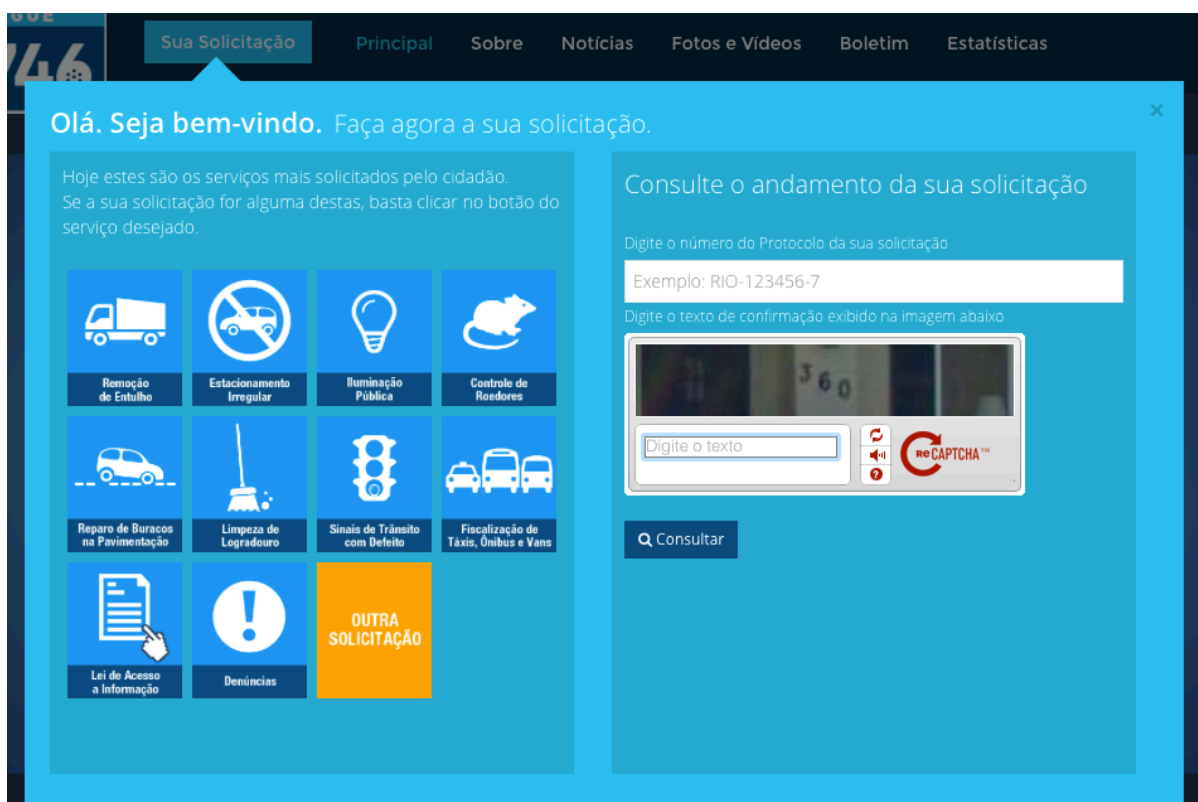 GUE
746
Sua Solicitação
Principal
Sobre
Notícias
Fotos e Vídeos
Boletim
Estatísticas
×
Olá. Seja bem-vindo. Faça agora a sua solicitação.
Hoje estes são os serviços mais solicitados pelo cidadão.
Se a sua solicitação for alguma destas, basta clicar no botão do
serviço desejado.
Remoção
de Entulho
Estacionamento
Irregular
Iluminação
Pública
Controle de
Roedores
Reparo de Buracos
na Pavimentação
Limpeza de
Logradouro
Sinais de Trânsito
com Defeito
Fiscalização de
Táxis, Ônibus e Vans
Lei de Acesso
a Informação
Denúncias
OUTRA
SOLICITAÇÃO
Consulte o andamento da sua solicitação
Digite o número do Protocolo da sua solicitação
Exemplo: RIO-123456-7
Digite o texto de confirmação exibido na imagem abaixo
360
Digite o texto
reCAPTCHA™
Consultar